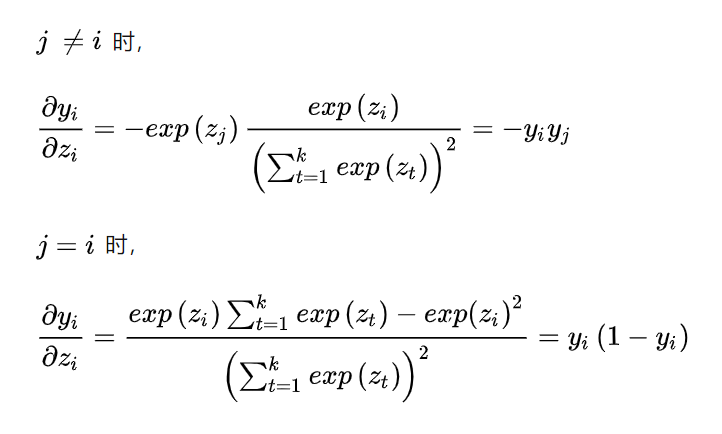 j ≠ i 时,
∂y_i/∂z_i = −exp(z_j) exp(z_i)/(∑_{t=1}^{k} exp(z_t))^2 = −y_i y_j
j = i 时,
∂y_i/∂z_i = (exp(z_i) ∑_{t=1}^{k} exp(z_t) − exp(z_i)^2)/(∑_{t=1}^{k} exp(z_t))^2 = y_i (1 − y_i)